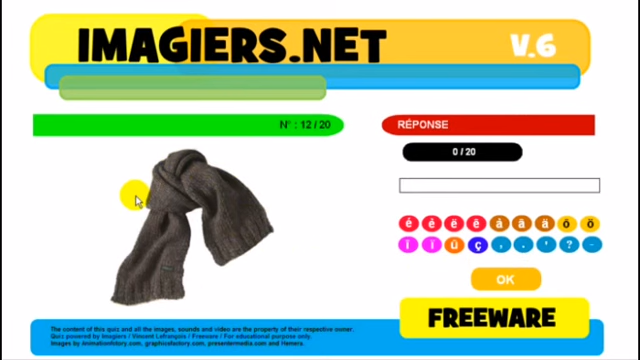 IMAGIERS.NET
V.6
N° : 12 / 20
RÉPONSE
0 / 20
é è ë ê à â ä ô ö
î ï û ç , . ' ? -
OK
FREEWARE
The content of this quiz and all the images, sounds and video are the property of their respective owner.
Quiz powered by Imagiers / Vincent Lefrançois / Freeware / For educational purpose only.
Images by Animationfactory.com, graphicsfactory.com, presentermedia.com and Hemera.